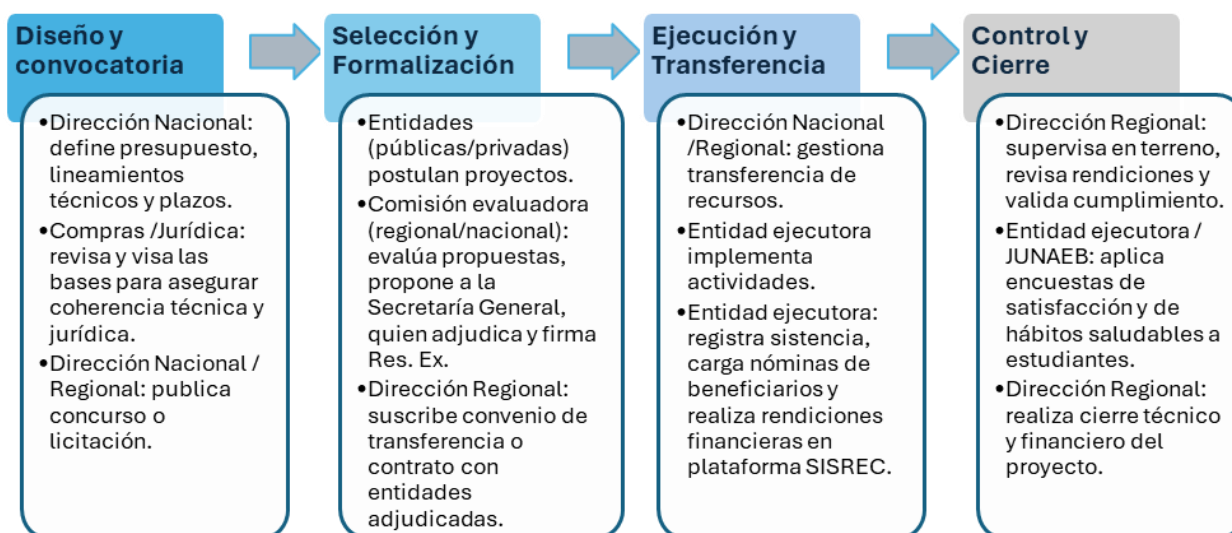 Diseño y
convocatoria
•Dirección Nacional:
define presupuesto,
lineamientos
técnicos y plazos.
•Compras /Jurídica:
revisa y visa las
bases para asegurar
coherencia técnica y
jurídica.
•Dirección Nacional /
Regional: publica
concurso o
licitación.
Selección y
Formalización
•Entidades
(públicas/privadas)
postulan proyectos.
•Comisión evaluadora
(regional/nacional):
evalúa propuestas,
propone a la
Secretaría General,
quien adjudica y firma
Res. Ex.
•Dirección Regional:
suscribe convenio de
transferencia o
contrato con
entidades
adjudicadas.
Ejecución y
Transferencia
•Dirección Nacional
/Regional: gestiona
transferencia de
recursos.
•Entidad ejecutora
implementa
actividades.
•Entidad ejecutora:
registra sistencia,
carga nóminas de
beneficiarios y
realiza rendiciones
financieras en
plataforma SISREC.
Control y
Cierre
•Dirección Regional:
supervisa en terreno,
revisa rendiciones y
valida cumplimiento.
•Entidad ejecutora /
JUNAEB: aplica
encuestas de
satisfacción y de
hábitos saludables a
estudiantes.
•Dirección Regional:
realiza cierre técnico
y financiero del
proyecto.